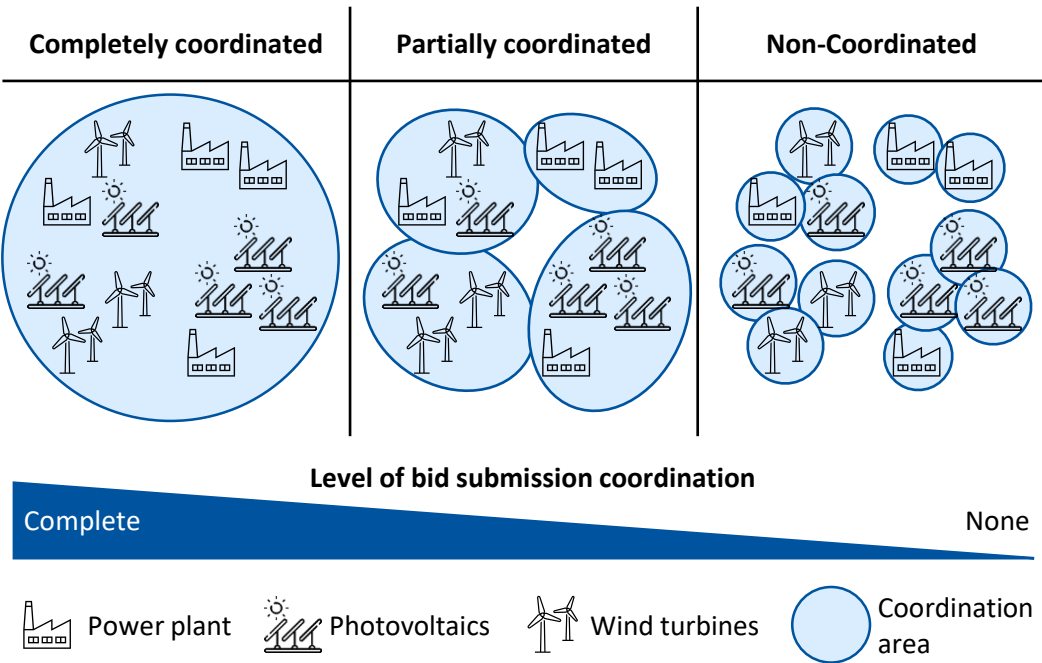 Completely coordinated
Partially coordinated
Non-Coordinated
Level of bid submission coordination
Complete
None
Power plant
Photovoltaics
Wind turbines
Coordination
area